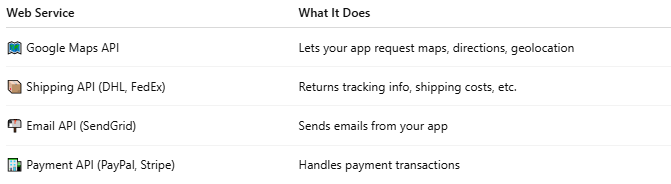 Web Service What It Does
Google Maps API Lets your app request maps, directions, geolocation
Shipping API (DHL, FedEx) Returns tracking info, shipping costs, etc.
Email API (SendGrid) Sends emails from your app
Payment API (PayPal, Stripe) Handles payment transactions